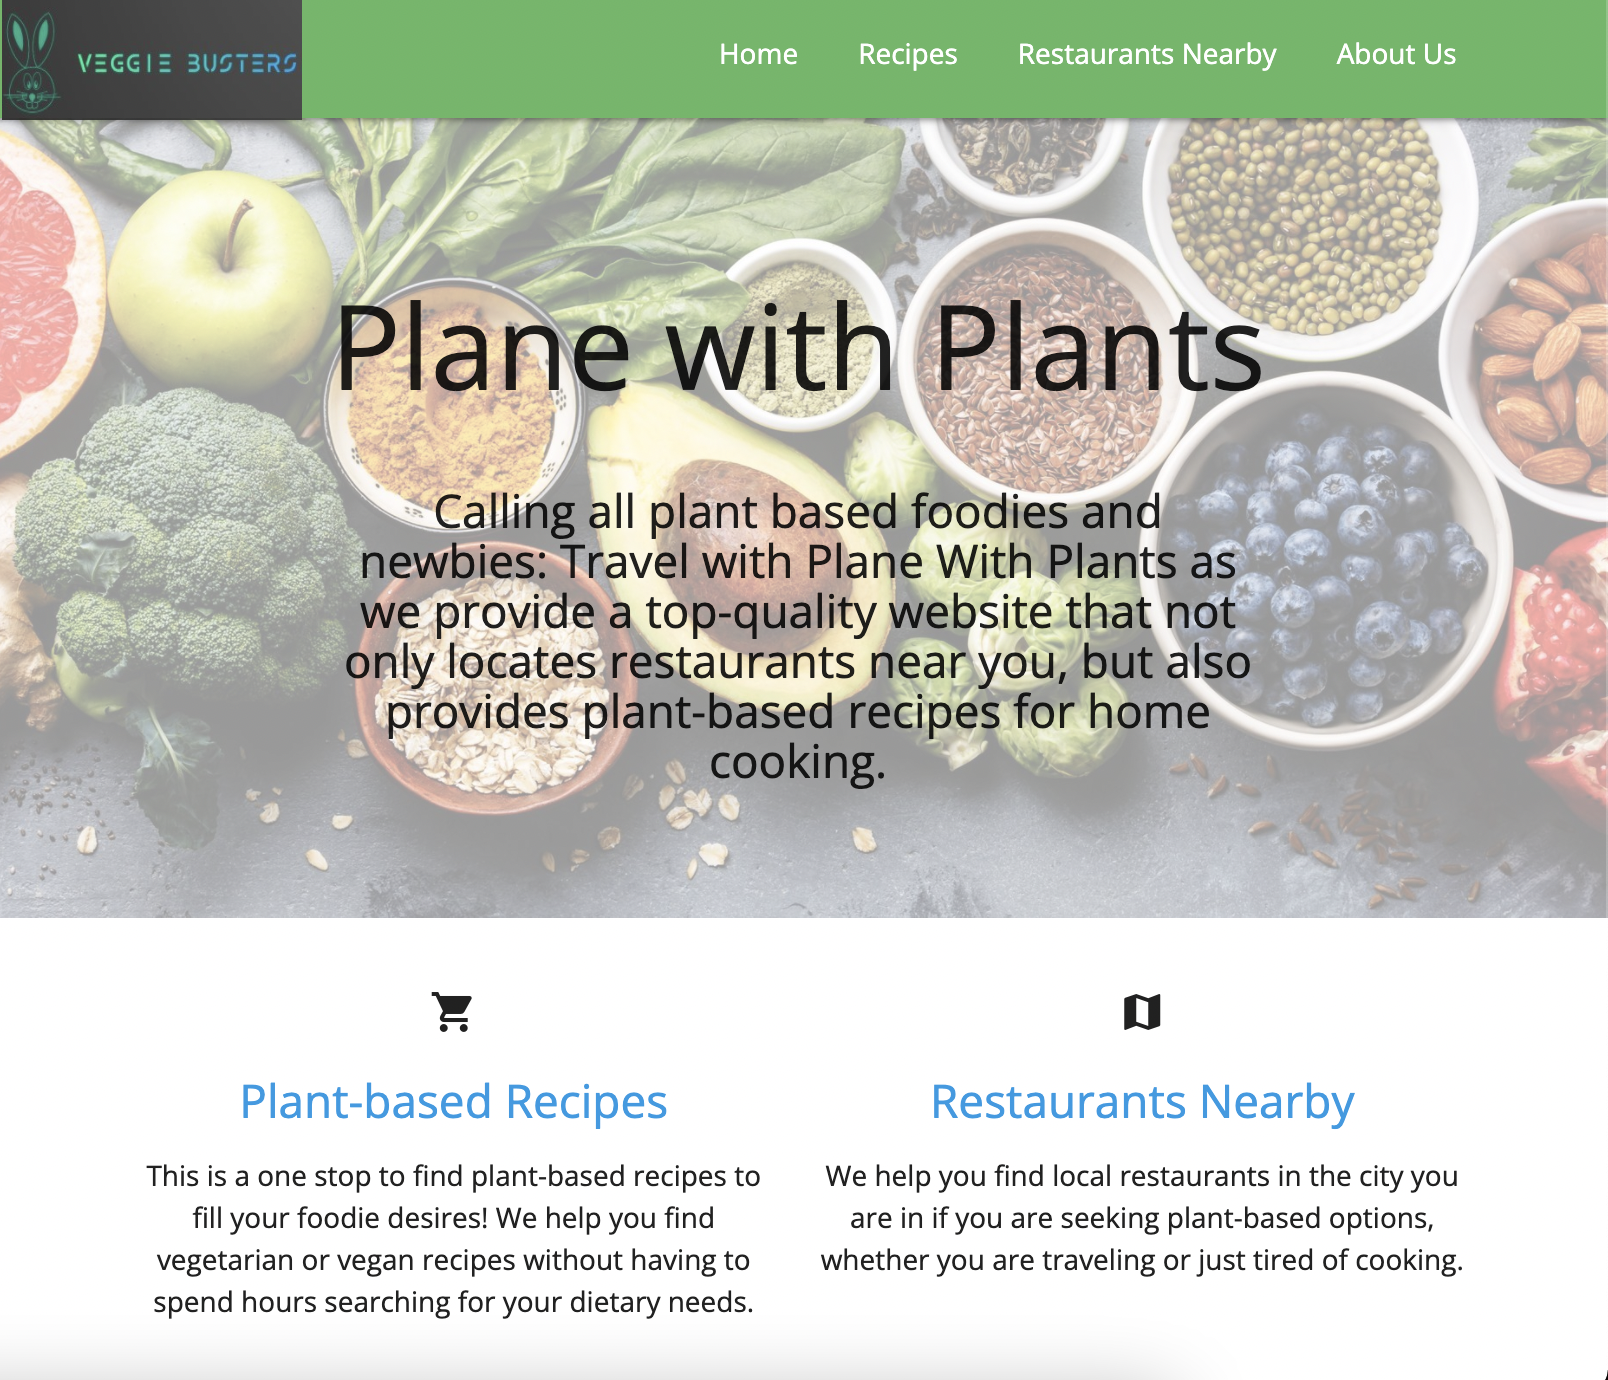 VEGGIE BUSTERS
Home Recipes Restaurants Nearby About Us
Plane with Plants
Calling all plant based foodies and
newbies: Travel with Plane With Plants as
we provide a top-quality website that not
only locates restaurants near you, but also
provides plant-based recipes for home
cooking.
Plant-based Recipes
This is a one stop to find plant-based recipes to
fill your foodie desires! We help you find
vegetarian or vegan recipes without having to
spend hours searching for your dietary needs.
Restaurants Nearby
We help you find local restaurants in the city you
are in if you are seeking plant-based options,
whether you are traveling or just tired of cooking.